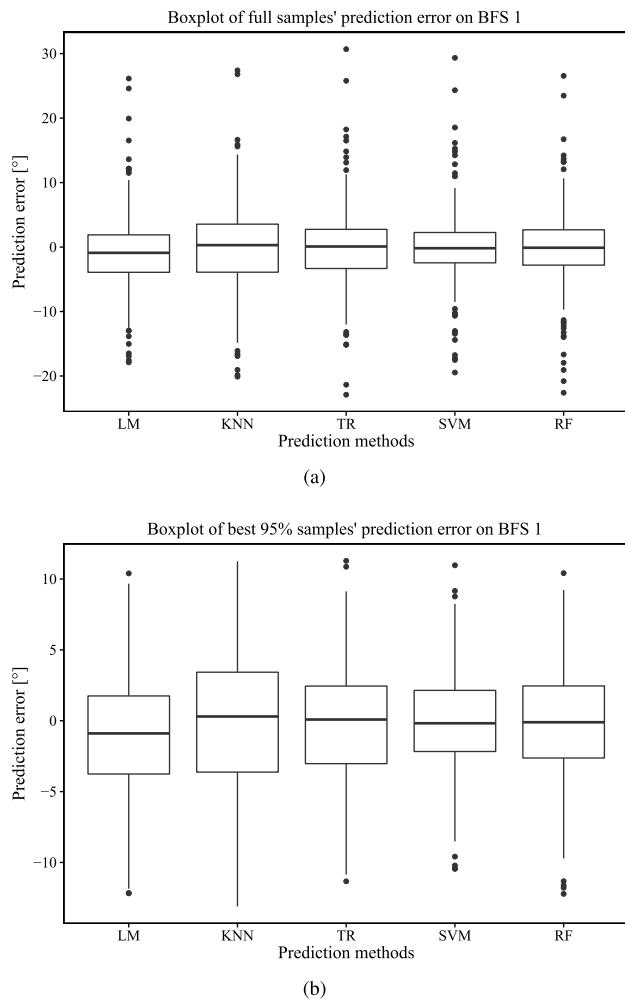 Boxplot of full samples' prediction error on BFS 1
Prediction error [°]
30
20
10
0
−10
−20
LM KNN TR SVM RF
Prediction methods
(a)
Boxplot of best 95% samples' prediction error on BFS 1
Prediction error [°]
10
5
0
−5
−10
LM KNN TR SVM RF
Prediction methods
(b)